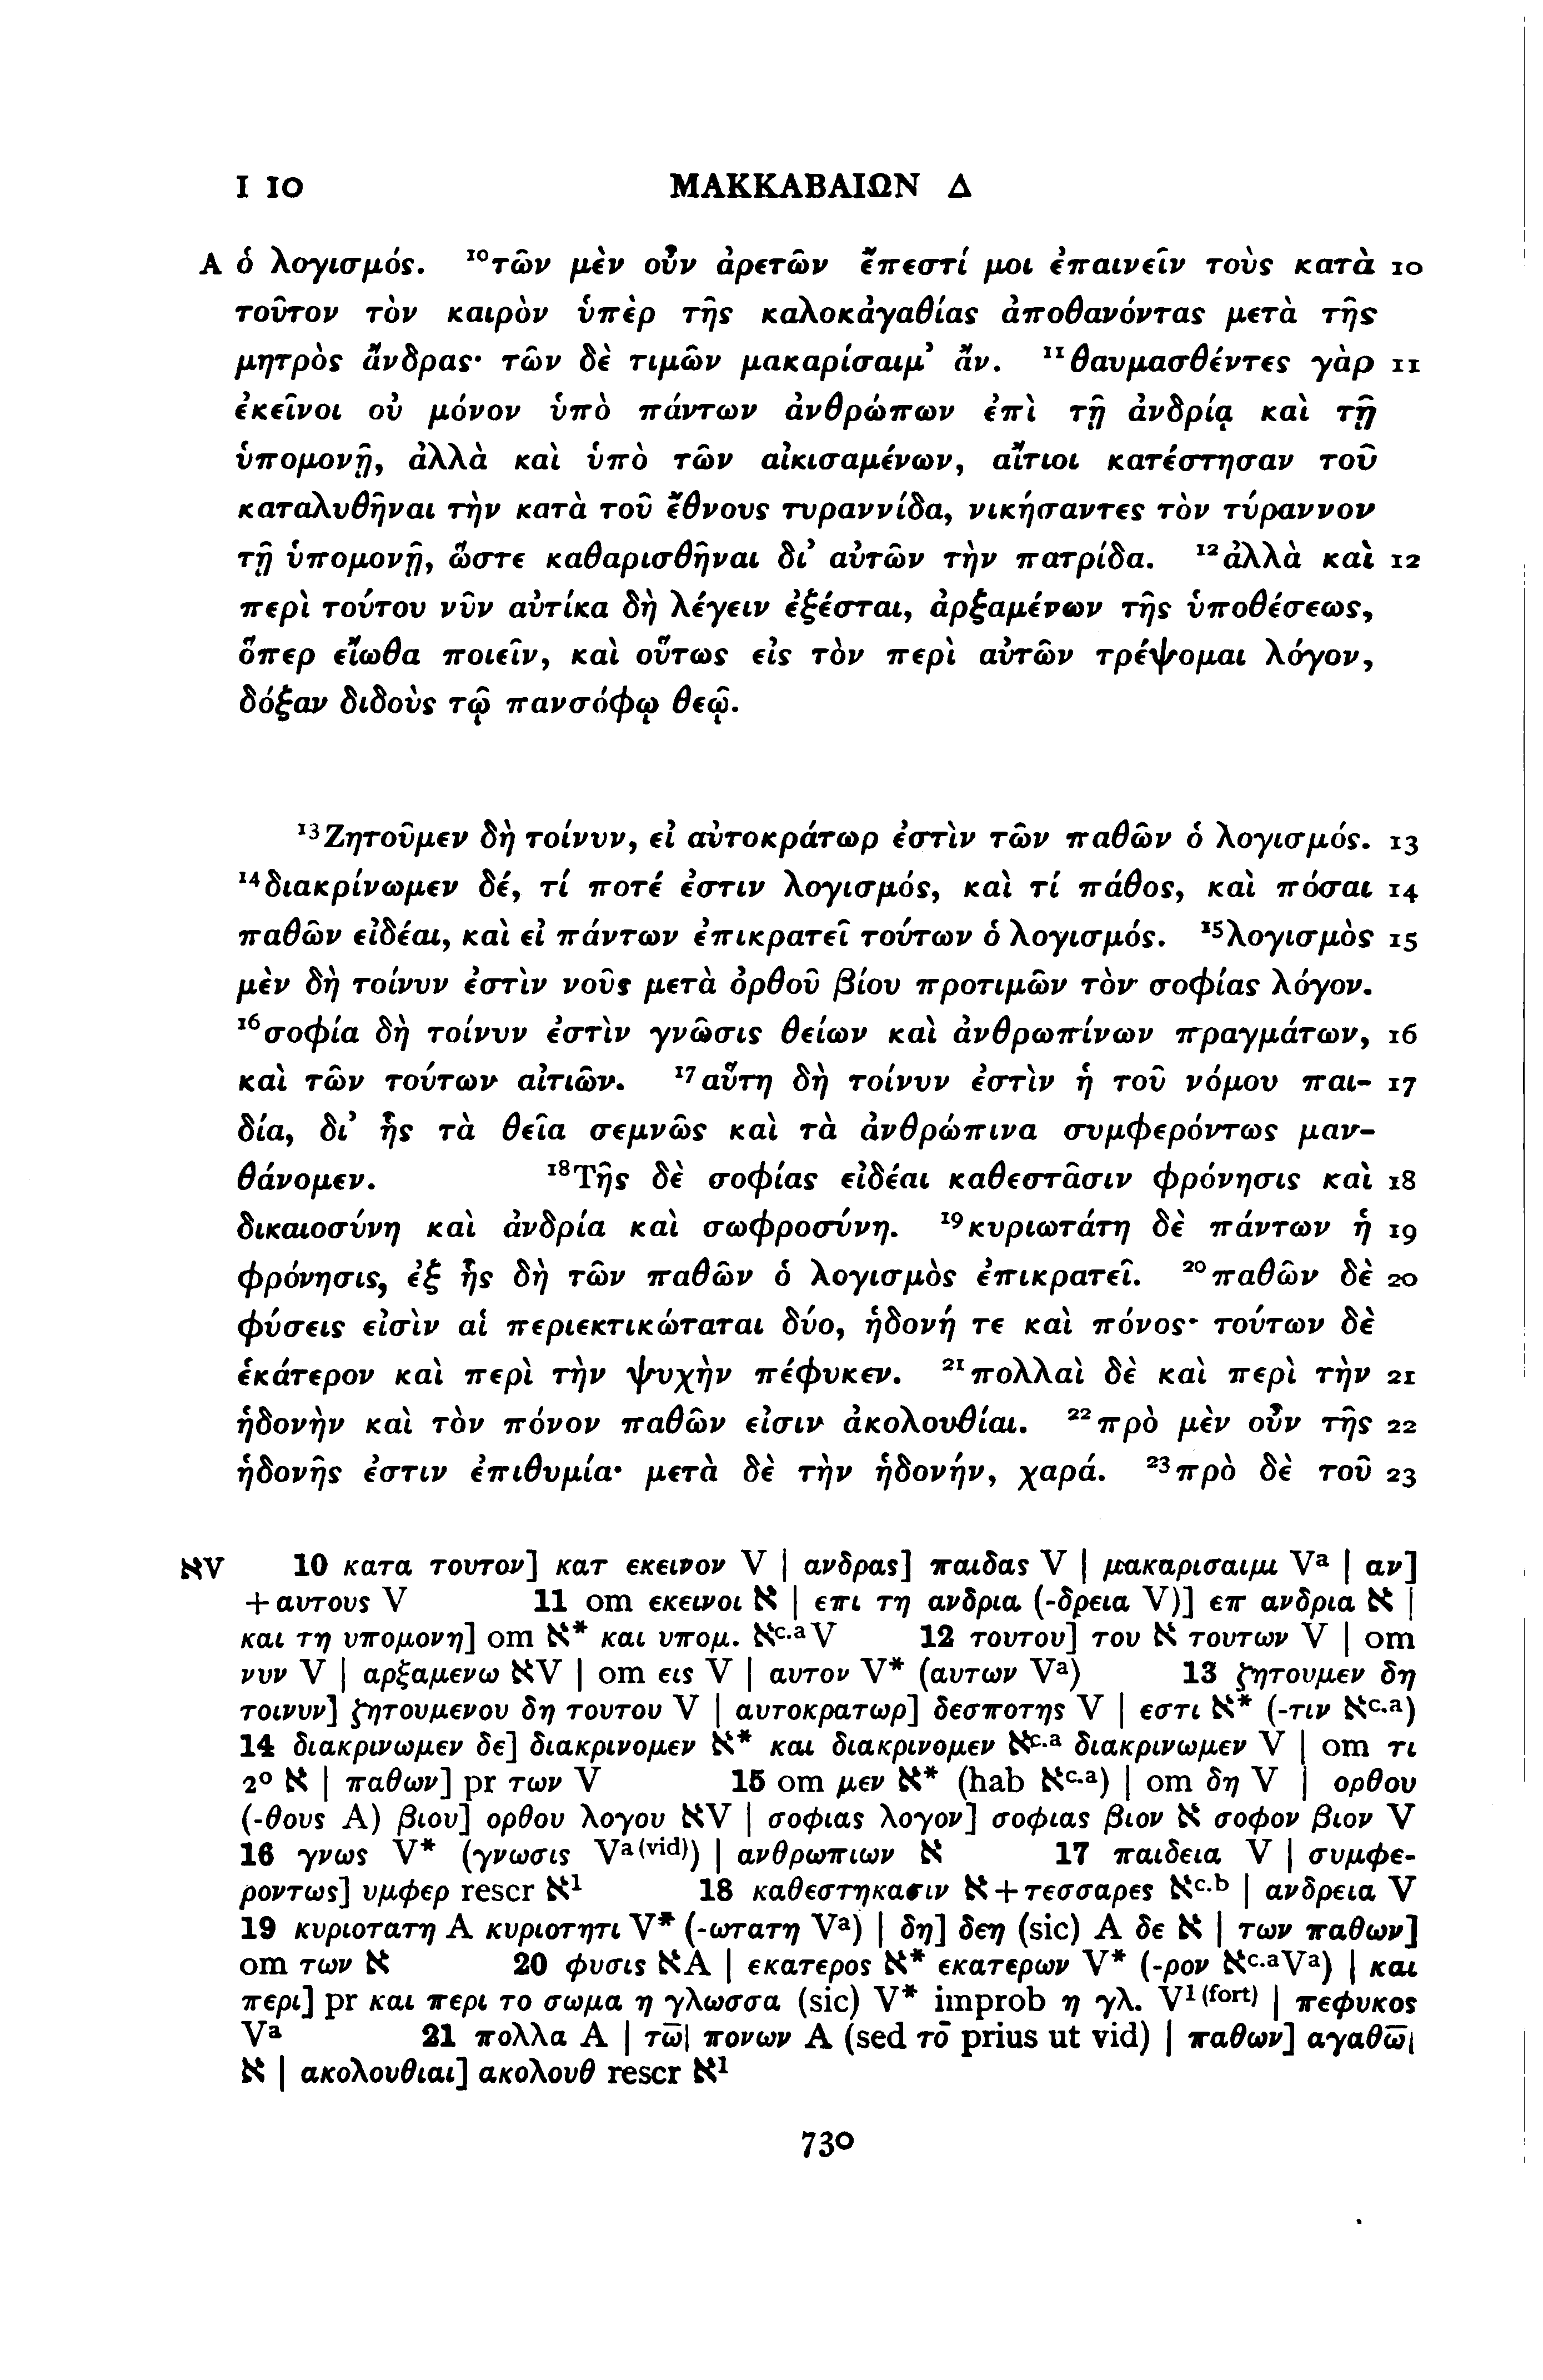 I 10 ΜΑΚΚΑΒΑΙΩΝ Δ
A ὁ λογισμός. ¹⁰τῶν μὲν οὖν ἀρετῶν ἔπεστί μοι ἐπαινεῖν τοὺς κατὰ 10
τοῦτον τὸν καιρὸν ὑπὲρ τῆς καλοκἀγαθίας ἀποθανόντας μετὰ τῆς
μητρὸς ἄνδρας· τῶν δὲ τιμῶν μακαρίσαιμ’ ἄν. ¹¹θαυμασθέντες γὰρ 11
ἐκεῖνοι οὐ μόνον ὑπὸ πάντων ἀνθρώπων ἐπὶ τῇ ἀνδρίᾳ καὶ τῇ
ὑπομονῇ, ἀλλὰ καὶ ὑπὸ τῶν αἰκισαμένων, αἴτιοι κατέστησαν τοῦ
καταλυθῆναι τὴν κατὰ τοῦ ἔθνους τυραννίδα, νικήσαντες τὸν τύραννον
τῇ ὑπομονῇ, ὥστε καθαρισθῆναι δι’ αὐτῶν τὴν πατρίδα. ¹²ἀλλὰ καὶ 12
περὶ τούτου νῦν αὐτίκα δὴ λέγειν ἐξέσται, ἀρξαμένων τῆς ὑποθέσεως,
ὅπερ εἴωθα ποιεῖν, καὶ οὕτως εἰς τὸν περὶ αὐτῶν τρέψομαι λόγον,
δόξαν διδοὺς τῷ πανσόφῳ θεῷ.
¹³Ζητοῦμεν δὴ τοίνυν, εἰ αὐτοκράτωρ ἐστὶν τῶν παθῶν ὁ λογισμός. 13
¹⁴διακρίνωμεν δέ, τί ποτέ ἐστιν λογισμός, καὶ τί πάθος, καὶ πόσαι 14
παθῶν εἰδέαι, καὶ εἰ πάντων ἐπικρατεῖ τούτων ὁ λογισμός. ¹⁵λογισμὸς 15
μὲν δὴ τοίνυν ἐστὶν νοῦς μετὰ ὀρθοῦ βίου προτιμῶν τὸν σοφίας λόγον.
¹⁶σοφία δὴ τοίνυν ἐστὶν γνῶσις θείων καὶ ἀνθρωπίνων πραγμάτων, 16
καὶ τῶν τούτων αἰτιῶν. ¹⁷αὕτη δὴ τοίνυν ἐστὶν ἡ τοῦ νόμου παι- 17
δία, δι’ ἧς τὰ θεῖα σεμνῶς καὶ τὰ ἀνθρώπινα συμφερόντως μαν-
θάνομεν. ¹⁸Τῆς δὲ σοφίας εἰδέαι καθεστᾶσιν φρόνησις καὶ 18
δικαιοσύνη καὶ ἀνδρία καὶ σωφροσύνη. ¹⁹κυριωτάτη δὲ πάντων ἡ 19
φρόνησις, ἐξ ἧς δὴ τῶν παθῶν ὁ λογισμὸς ἐπικρατεῖ. ²⁰παθῶν δὲ 20
φύσεις εἰσὶν αἱ περιεκτικώταται δύο, ἡδονή τε καὶ πόνος· τούτων δὲ
ἑκάτερον καὶ περὶ τὴν ψυχὴν πέφυκεν. ²¹πολλαὶ δὲ καὶ περὶ τὴν 21
ἡδονὴν καὶ τὸν πόνον παθῶν εἰσιν ἀκολουθίαι. ²²πρὸ μὲν οὖν τῆς 22
ἡδονῆς ἐστιν ἐπιθυμία· μετὰ δὲ τὴν ἡδονήν, χαρά. ²³πρὸ δὲ τοῦ 23
אV 10 κατα τουτον] κατ εκεινον V | ανδρας] παιδας V | μακαρισαιμι Vᵃ | αν]
+αυτους V 11 om εκεινοι א | επι τη ανδρια (-δρεια V)] επ ανδρια א |
και τη υπομονη] om א* και υπομ. אᶜ·ᵃV 12 τουτου] του א τουτων V | om
νυν V | αρξαμενω אV | om εις V | αυτον V* (αυτων Vᵃ) 13 ζητουμεν δη
τοινυν] ζητουμενου δη τουτου V | αυτοκρατωρ] δεσποτης V | εστι א* (-τιν אᶜ·ᵃ)
14 διακρινωμεν δε] διακρινομεν א* και διακρινομεν אᶜ·ᵃ διακρινωμεν V | om τι
2º א | παθων] pr των V 15 om μεν א* (hab אᶜ·ᵃ) | om δη V | ορθου
(-θους A) βιου] ορθου λογου אV | σοφιας λογον] σοφιας βιον א σοφον βιον V
16 γνως V* (γνωσις Vᵃ⁽ᵛⁱᵈ⁾) | ανθρωπιων א 17 παιδεια V | συμφε-
ροντως] υμφερ rescr א¹ 18 καθεστηκασιν א+τεσσαρες אᶜ·ᵇ | ανδρεια V
19 κυριοτατη A κυριοτητι V* (-ωτατη Vᵃ) | δη] δεη (sic) A δε א | των παθων]
om των א 20 φυσις אA | εκατερος א* εκατερων V* (-ρον אᶜ·ᵃVᵃ) | και
περι] pr και περι το σωμα η γλωσσα (sic) V* improb η γλ. V¹⁽ᶠᵒʳᵗ⁾ | πεφυκος
Vᵃ 21 πολλα A | τω̄| πονων A (sed το̄ prius ut vid) | παθων] αγαθω̄|
א | ακολουθιαι] ακολουθ rescr א¹
730